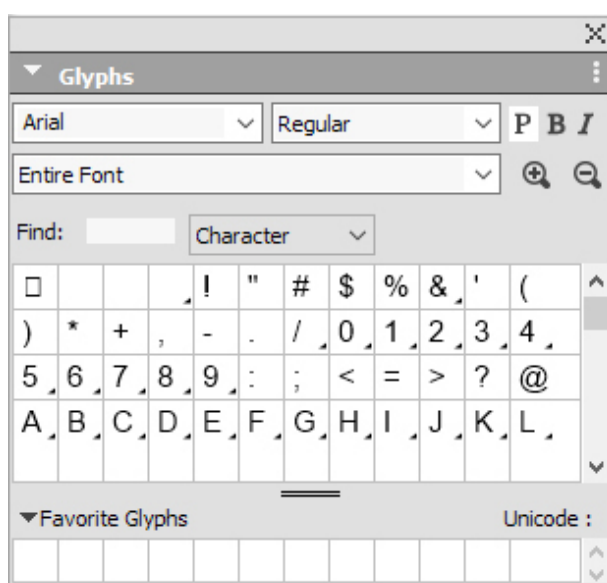 Glyphs
Arial Regular P B I
Entire Font
Find: Character
! " # $ % & ' (
) * + , - . / 0 1 2 3 4
5 6 7 8 9 : ; < = > ? @
A B C D E F G H I J K L
Favorite Glyphs Unicode :